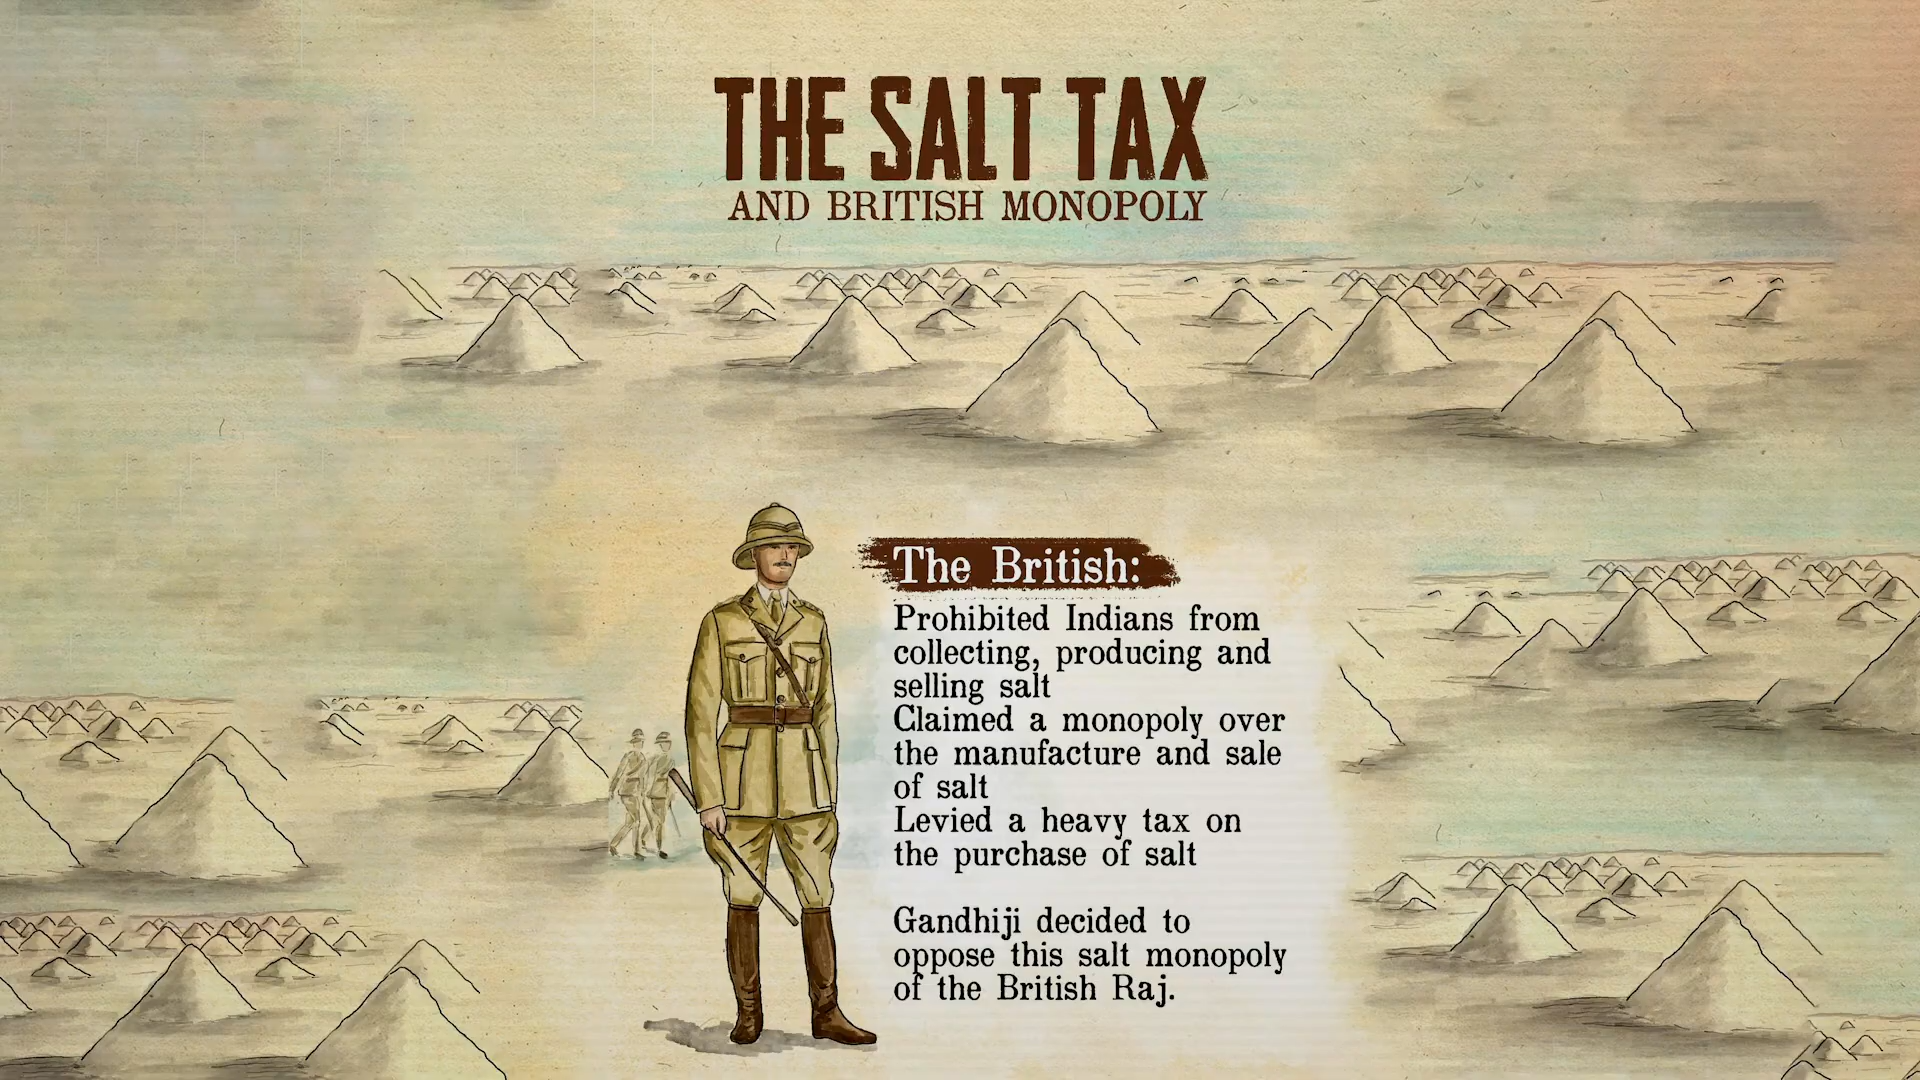 THE SALT TAX
AND BRITISH MONOPOLY
The British:
Prohibited Indians from
collecting, producing and
selling salt
Claimed a monopoly over
the manufacture and sale
of salt
Levied a heavy tax on
the purchase of salt
Gandhiji decided to
oppose this salt monopoly
of the British Raj.